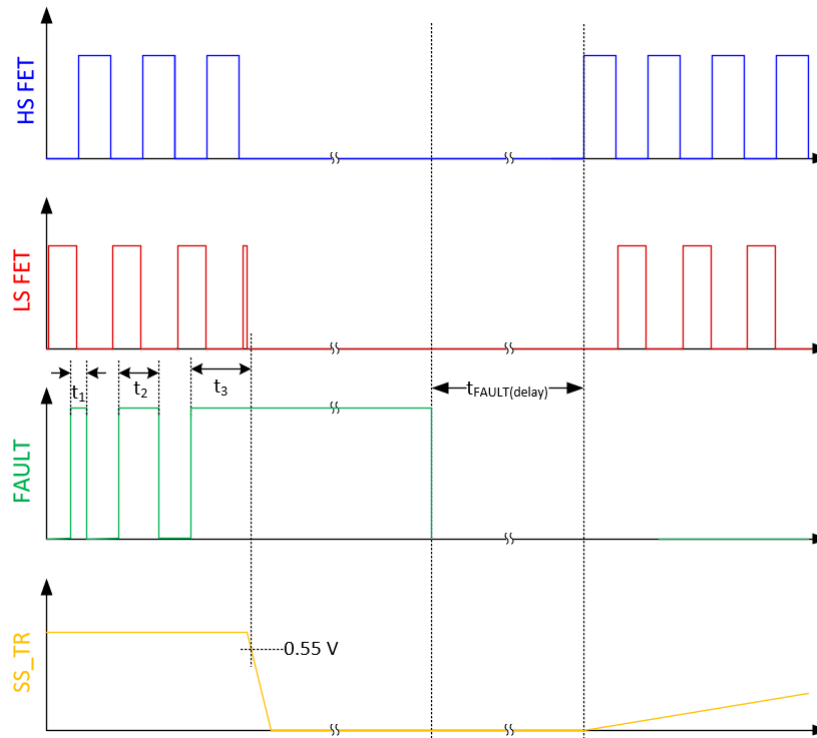 HS FET
LS FET
t1
t2
t3
tFAULT(delay)
FAULT
0.55 V
SS_TR